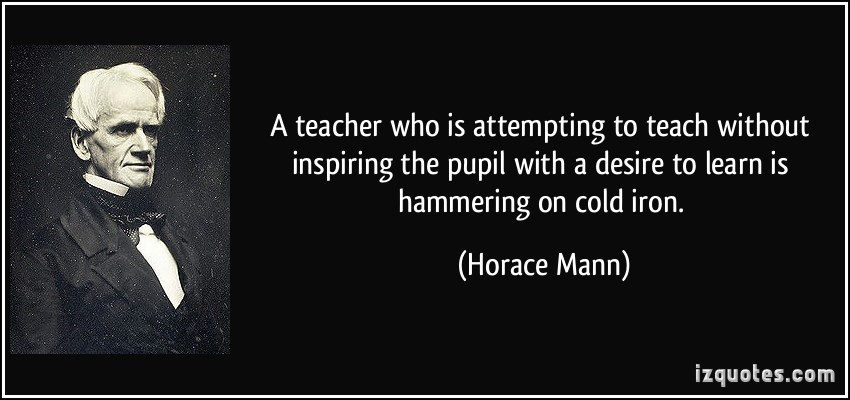 A teacher who is attempting to teach without
inspiring the pupil with a desire to learn is
hammering on cold iron.
(Horace Mann)
izquotes.com